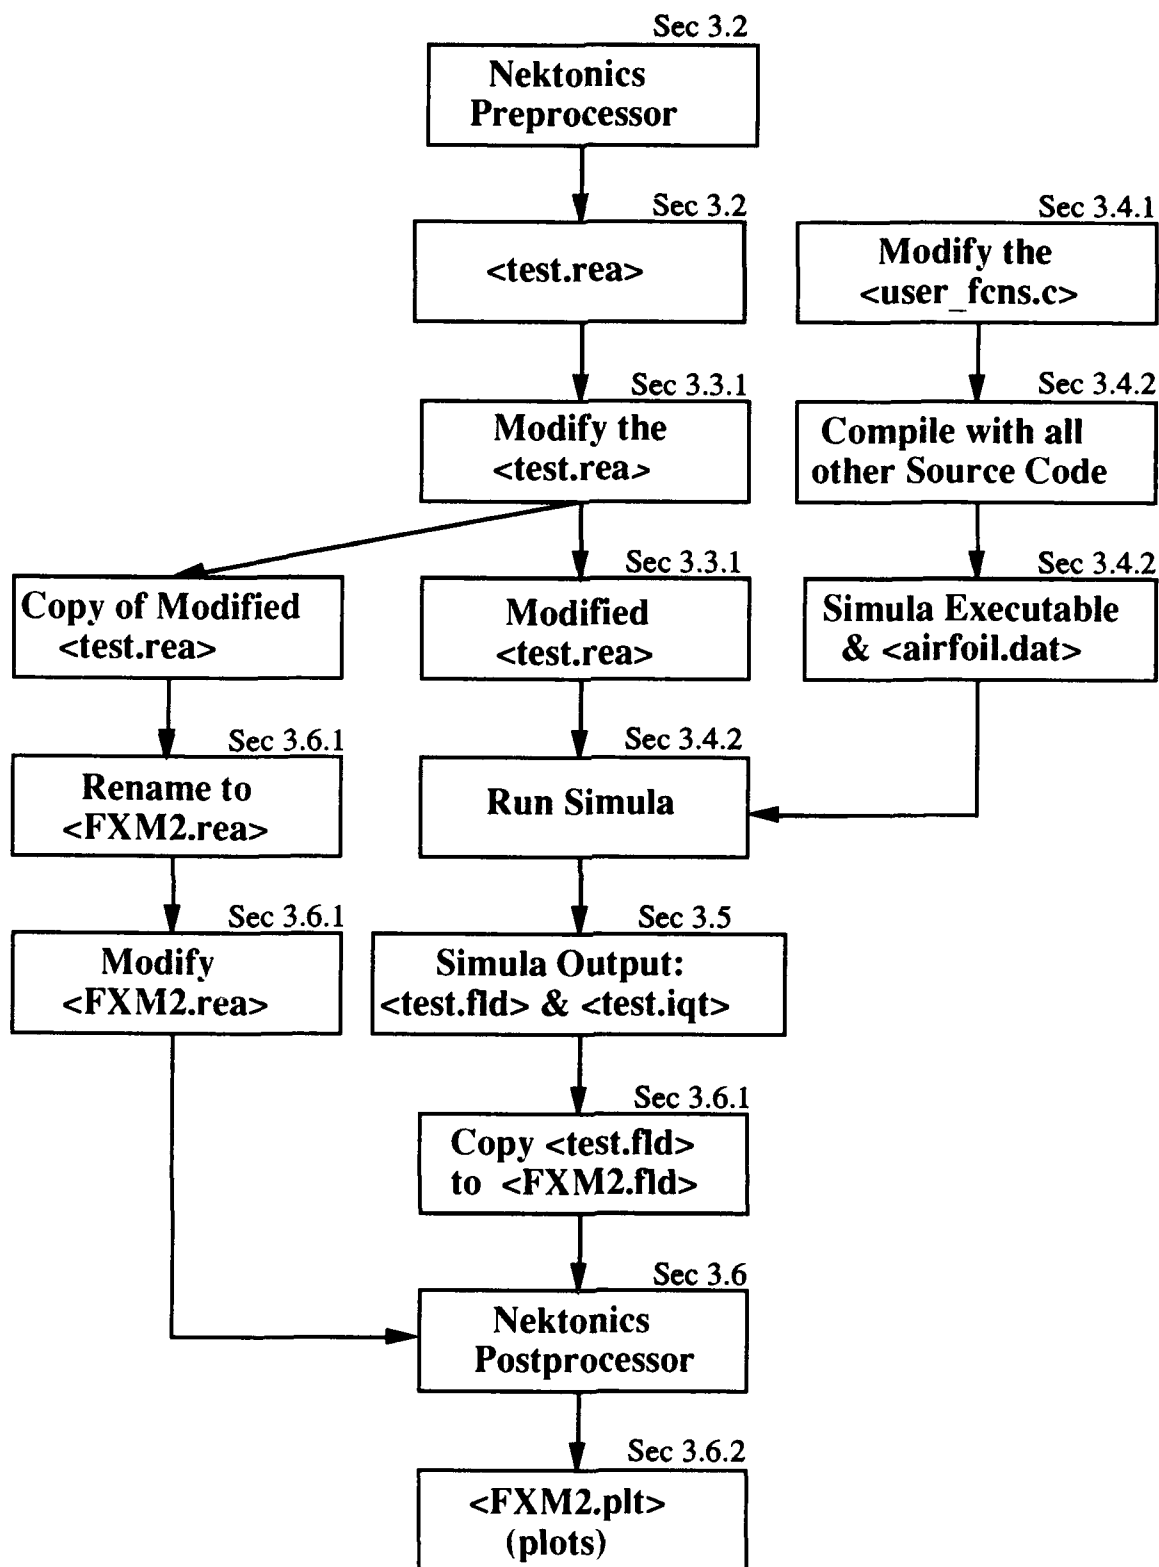 Sec 3.2
Nektonics
Preprocessor
Sec 3.2
<test.rea>
Sec 3.4.1
Modify the
<user_fcns.c>
Sec 3.3.1
Modify the
<test.rea>
Sec 3.4.2
Compile with all
other Source Code
Copy of Modified
<test.rea>
Sec 3.3.1
Modified
<test.rea>
Sec 3.4.2
Simula Executable
& <airfoil.dat>
Sec 3.6.1
Rename to
<FXM2.rea>
Sec 3.4.2
Run Simula
Sec 3.6.1
Modify
<FXM2.rea>
Sec 3.5
Simula Output:
<test.fld> & <test.iqt>
Sec 3.6.1
Copy <test.fld>
to <FXM2.fld>
Sec 3.6
Nektonics
Postprocessor
Sec 3.6.2
<FXM2.plt>
(plots)